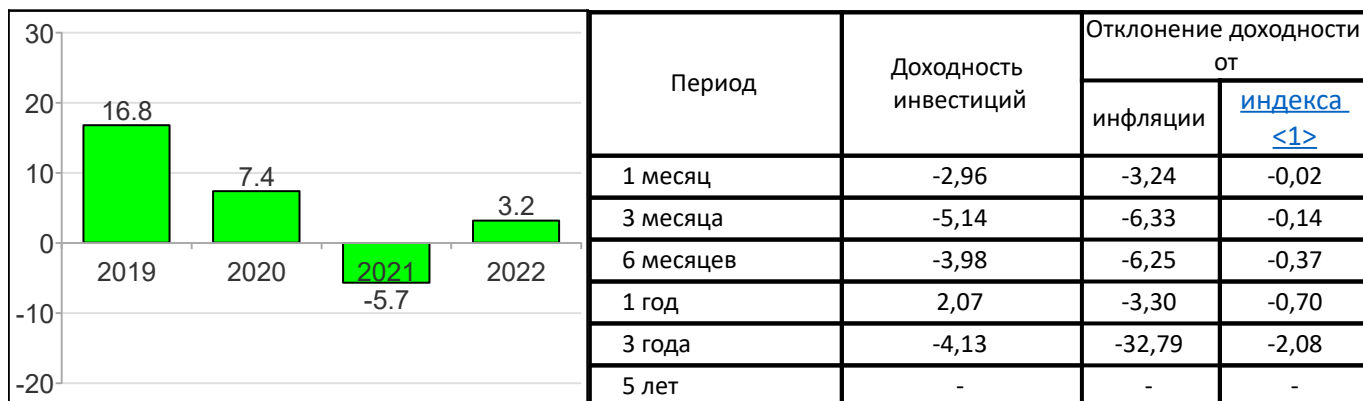 30
20
10
0
-10
-20
16.8
7.4
-5.7
3.2
2019
2020
2021
2022
Период
Доходность
инвестиций
Отклонение доходности
от
инфляции
индекса
<1>
1 месяц -2,96 -3,24 -0,02
3 месяца -5,14 -6,33 -0,14
6 месяцев -3,98 -6,25 -0,37
1 год 2,07 -3,30 -0,70
3 года -4,13 -32,79 -2,08
5 лет - - -